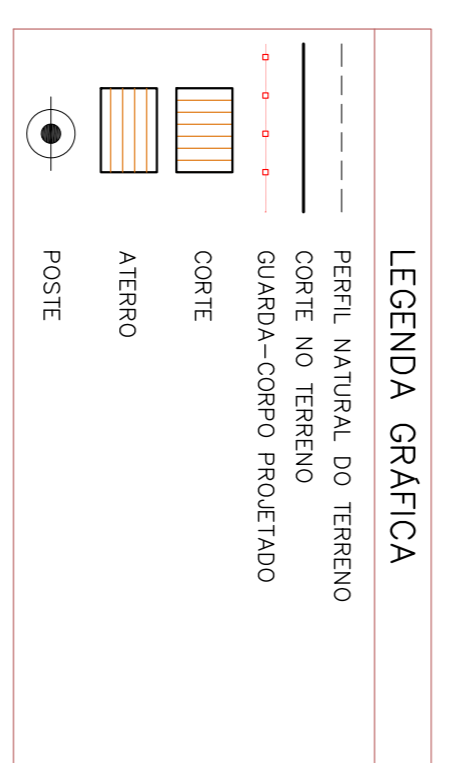 LEGENDA GRÁFICA
PERFIL NATURAL DO TERRENO
CORTE NO TERRENO
GUARDA-CORPO PROJETADO
CORTE
ATERRO
POSTE